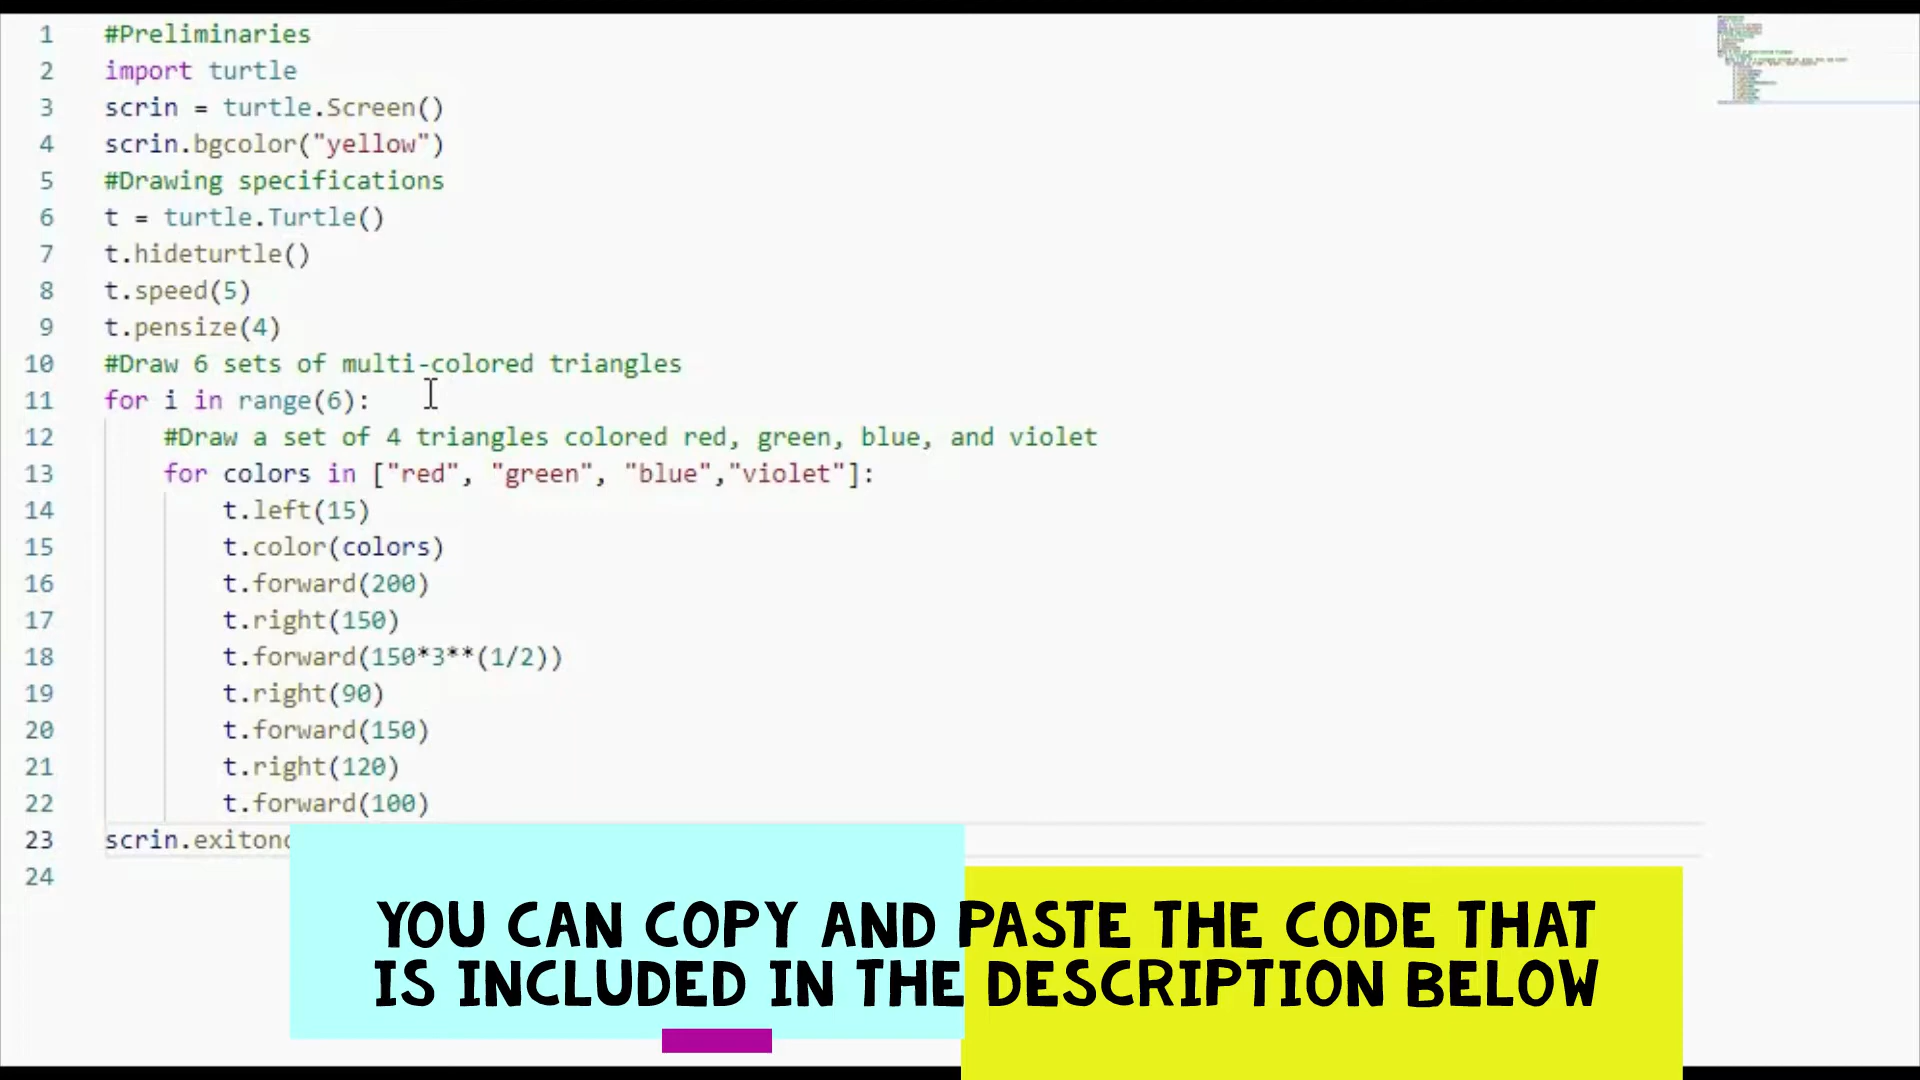 1 #Preliminaries
2 import turtle
3 scrin = turtle.Screen()
4 scrin.bgcolor("yellow")
5 #Drawing specifications
6 t = turtle.Turtle()
7 t.hideturtle()
8 t.speed(5)
9 t.pensize(4)
10 #Draw 6 sets of multi-colored triangles
11 for i in range(6):
12 #Draw a set of 4 triangles colored red, green, blue, and violet
13 for colors in ["red", "green", "blue","violet"]:
14 t.left(15)
15 t.color(colors)
16 t.forward(200)
17 t.right(150)
18 t.forward(150*3**(1/2))
19 t.right(90)
20 t.forward(150)
21 t.right(120)
22 t.forward(100)
23 scrin.exitonc
24
YOU CAN COPY AND PASTE THE CODE THAT
IS INCLUDED IN THE DESCRIPTION BELOW